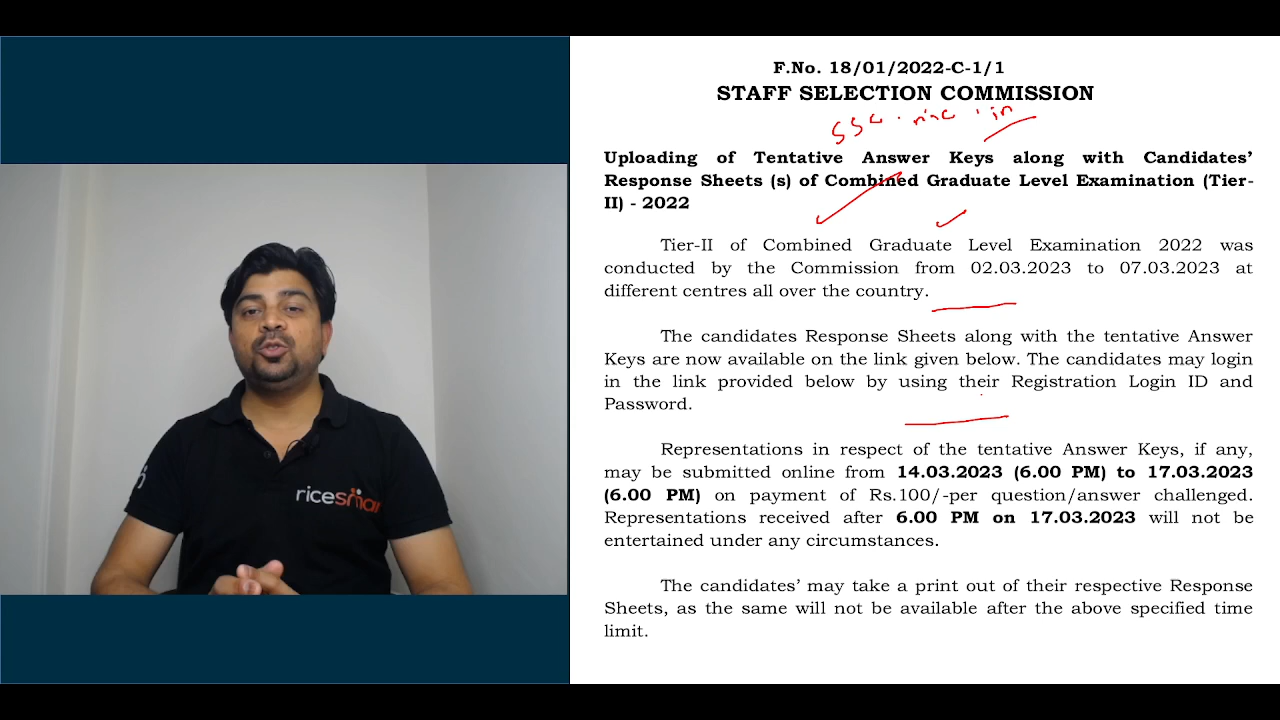 F.No. 18/01/2022-C-1/1
STAFF SELECTION COMMISSION
ssc. nic . in
Uploading of Tentative Answer Keys along with Candidates'
Response Sheets (s) of Combined Graduate Level Examination (Tier-
II) - 2022
Tier-II of Combined Graduate Level Examination 2022 was
conducted by the Commission from 02.03.2023 to 07.03.2023 at
different centres all over the country.
The candidates Response Sheets along with the tentative Answer
Keys are now available on the link given below. The candidates may login
in the link provided below by using their Registration Login ID and
Password.
Representations in respect of the tentative Answer Keys, if any,
may be submitted online from 14.03.2023 (6.00 PM) to 17.03.2023
(6.00 PM) on payment of Rs.100/-per question/answer challenged.
Representations received after 6.00 PM on 17.03.2023 will not be
entertained under any circumstances.
The candidates' may take a print out of their respective Response
Sheets, as the same will not be available after the above specified time
limit.
ricesmar